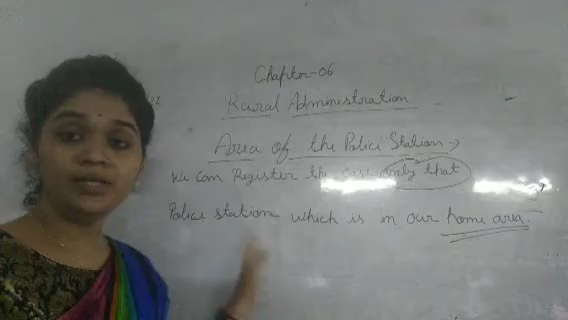 Chapter-06
Rural Administration
Area of the Police Station →
We can Register the case only that
Police station which is in our home area.